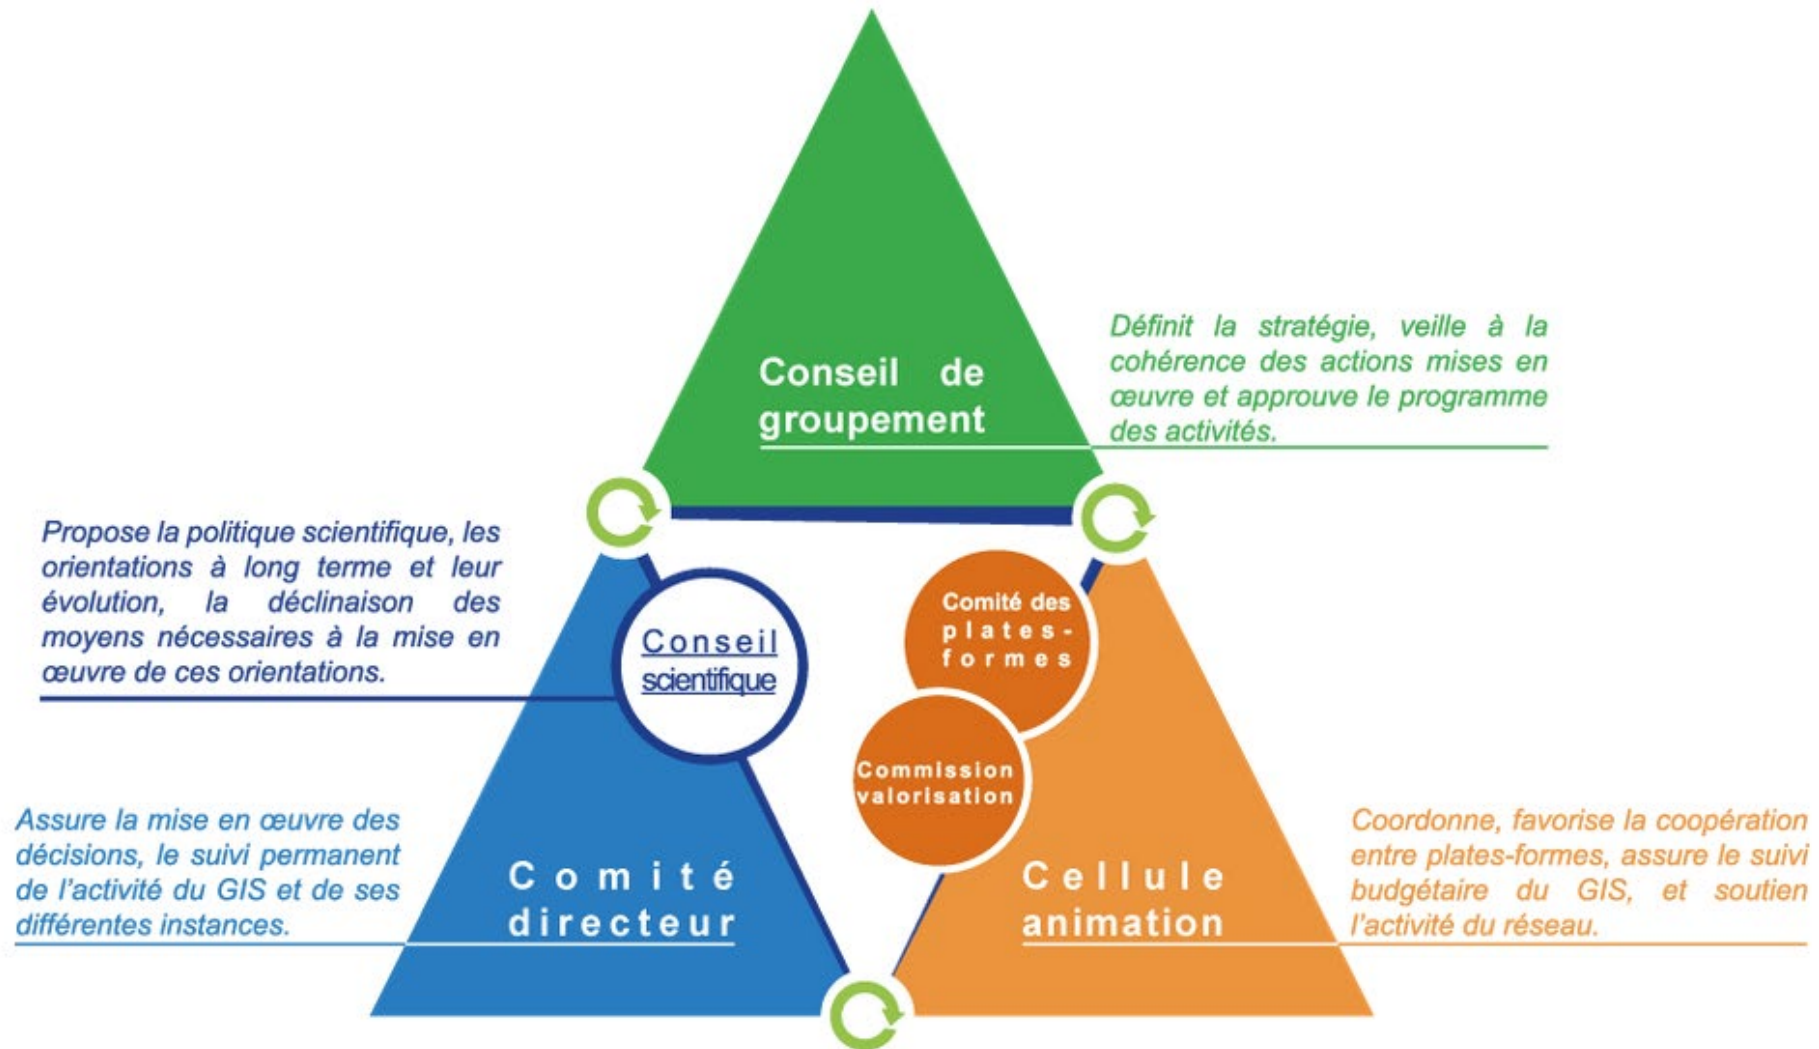 Conseil de
groupement
Définit la stratégie, veille à la
cohérence des actions mises en
œuvre et approuve le programme
des activités.
Propose la politique scientifique, les
orientations à long terme et leur
évolution, la déclinaison des
moyens nécessaires à la mise en
œuvre de ces orientations.
Conseil
scientifique
Comité des
plates-
formes
Commission
valorisation
Assure la mise en œuvre des
décisions, le suivi permanent
de l'activité du GIS et de ses
différentes instances.
Comité
directeur
Cellule
animation
Coordonne, favorise la coopération
entre plates-formes, assure le suivi
budgétaire du GIS, et soutien
l'activité du réseau.